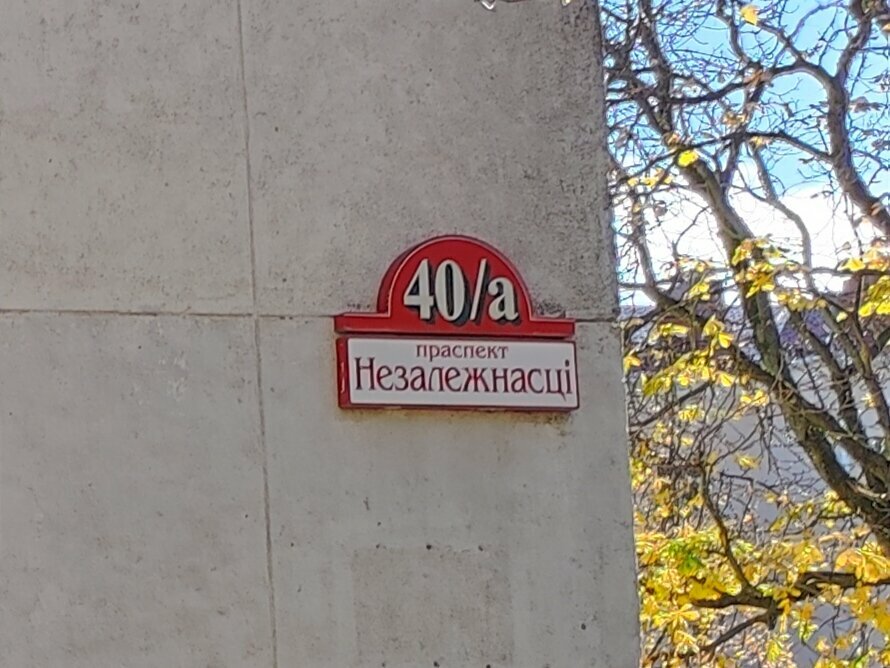 40/а
праспект
Незалежнасці